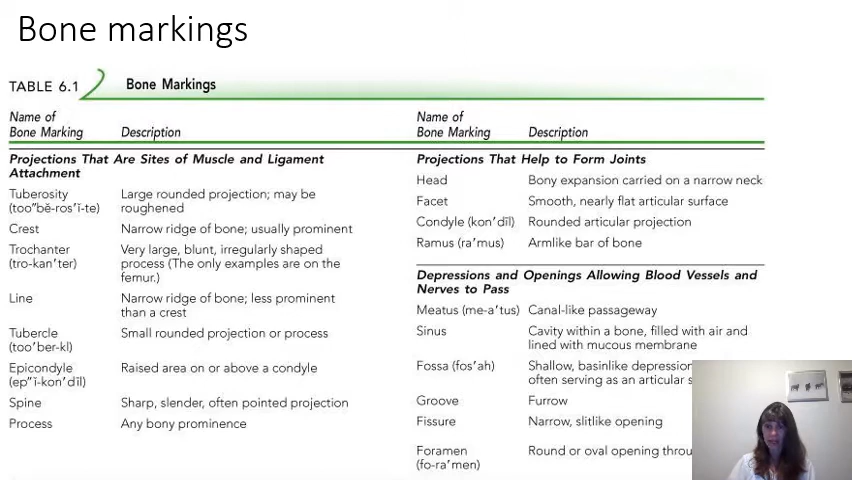 Bone markings
TABLE 6.1 Bone Markings
Name of
Bone Marking Description
Projections That Are Sites of Muscle and Ligament
Attachment
Tuberosity Large rounded projection; may be
(too″bĕ-ros′ĭ-te) roughened
Crest Narrow ridge of bone; usually prominent
Trochanter Very large, blunt, irregularly shaped
(tro-kan′ter) process (The only examples are on the
femur.)
Line Narrow ridge of bone; less prominent
than a crest
Tubercle Small rounded projection or process
(too′ber-kl)
Epicondyle Raised area on or above a condyle
(ep″ĭ-kon′dīl)
Spine Sharp, slender, often pointed projection
Process Any bony prominence
Name of
Bone Marking Description
Projections That Help to Form Joints
Head Bony expansion carried on a narrow neck
Facet Smooth, nearly flat articular surface
Condyle (kon′dīl) Rounded articular projection
Ramus (ra′mus) Armlike bar of bone
Depressions and Openings Allowing Blood Vessels and
Nerves to Pass
Meatus (me-a′tus) Canal-like passageway
Sinus Cavity within a bone, filled with air and
lined with mucous membrane
Fossa (fos′ah) Shallow, basinlike depression
often serving as an articular
Groove Furrow
Fissure Narrow, slitlike opening
Foramen Round or oval opening
(fo-ra′men)